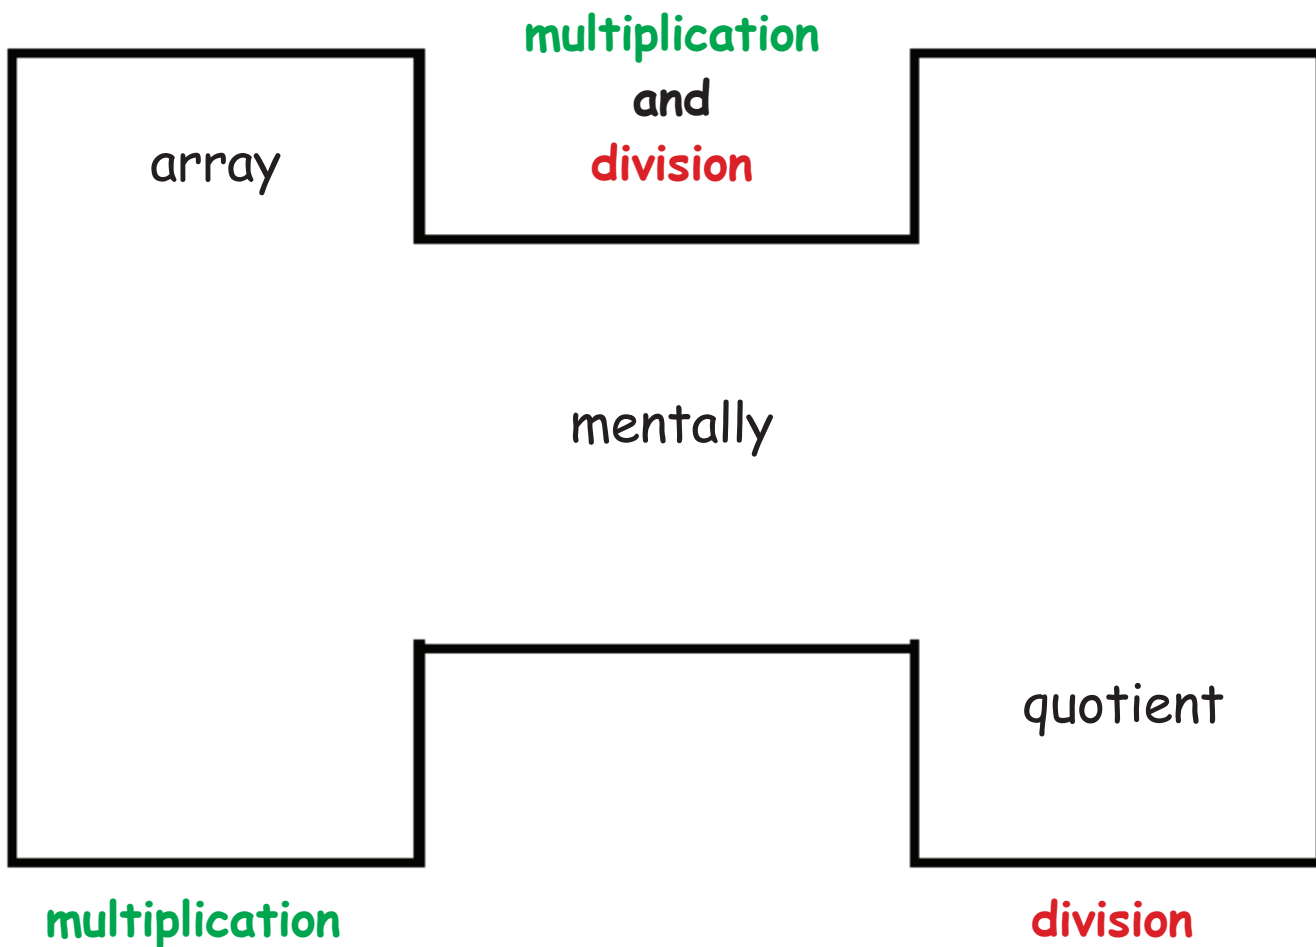 multiplication
and
division
array
mentally
quotient
multiplication
division